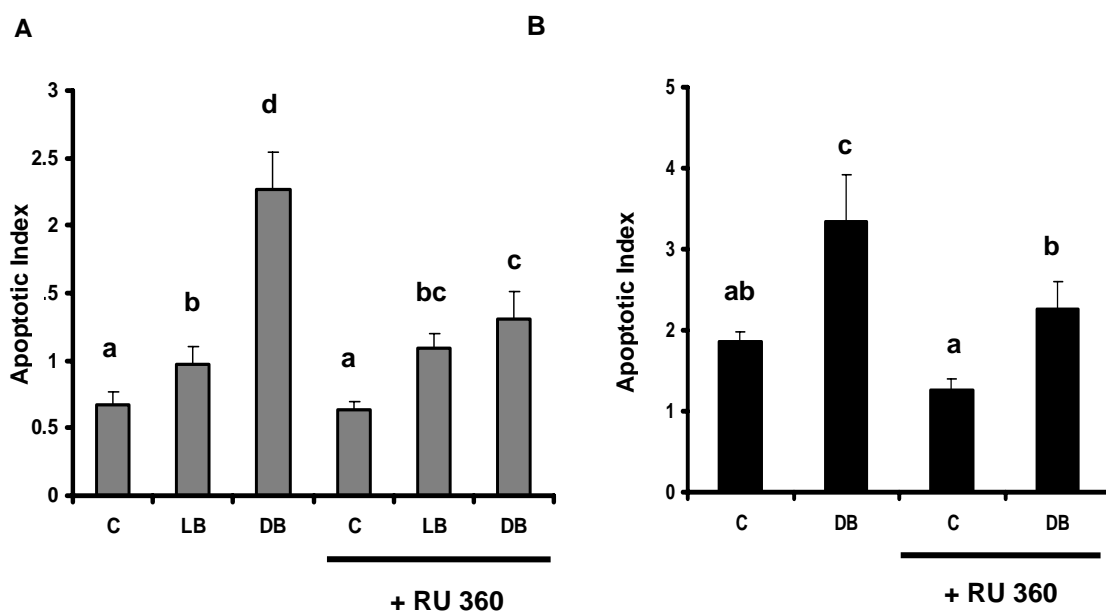 A
Apoptotic Index
3
2.5
2
.5
1
0.5
0
a
b
d
a
bc
c
C LB DB C LB DB
+ RU 360
B
Apoptotic Index
5
4
3
2
1
0
ab
c
a
b
C DB C DB
+ RU 360